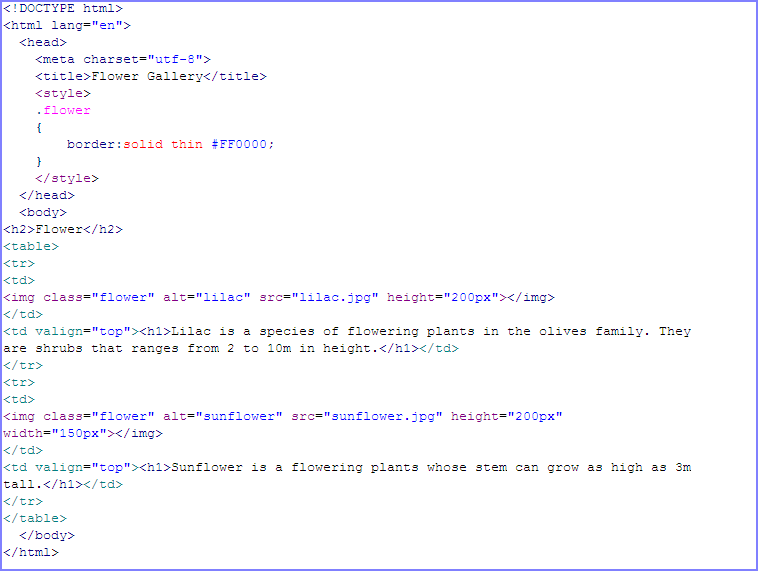 <!DOCTYPE html>
<html lang="en">
  <head>
    <meta charset="utf-8">
    <title>Flower Gallery</title>
    <style>
    .flower
    {
        border:solid thin #FF0000;
    }
    </style>
  </head>
  <body>
<h2>Flower</h2>
<table>
<tr>
<td>
<img class="flower" alt="lilac" src="lilac.jpg" height="200px"></img>
</td>
<td valign="top"><h1>Lilac is a species of flowering plants in the olives family. They
are shrubs that ranges from 2 to 10m in height.</h1></td>
</tr>
<tr>
<td>
<img class="flower" alt="sunflower" src="sunflower.jpg" height="200px"
width="150px"></img>
</td>
<td valign="top"><h1>Sunflower is a flowering plants whose stem can grow as high as 3m
tall.</h1></td>
</tr>
</table>
  </body>
</html>